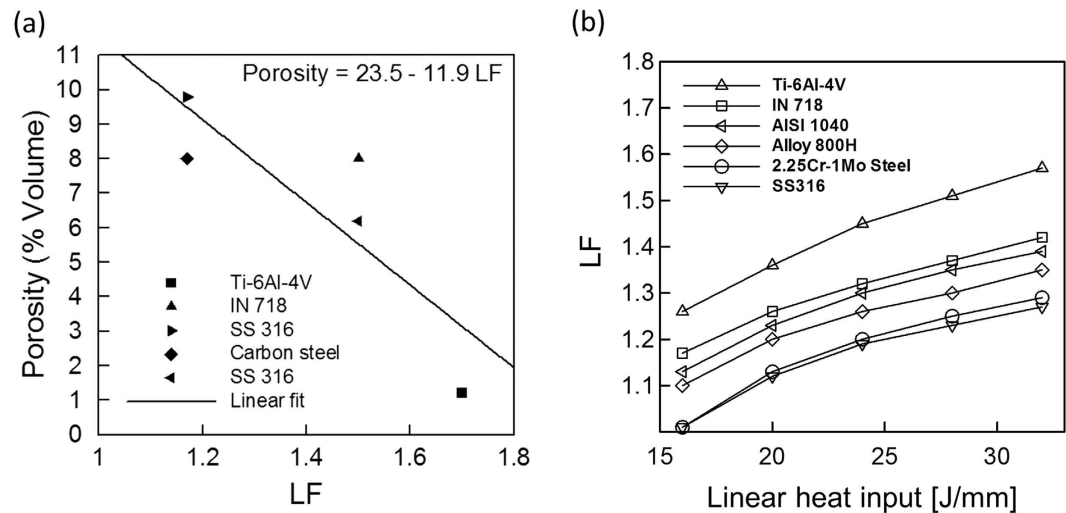 (a)
Porosity = 23.5 - 11.9 LF
11
10
9
8
7
6
5
4
3
2
1
0
Porosity (% Volume)
Ti-6Al-4V
IN 718
SS 316
Carbon steel
SS 316
Linear fit
1 1.2 1.4 1.6 1.8
LF
(b)
1.8
1.7
1.6
1.5
1.4
1.3
1.2
1.1
LF
Ti-6Al-4V
IN 718
AISI 1040
Alloy 800H
2.25Cr-1Mo Steel
SS316
15 20 25 30
Linear heat input [J/mm]